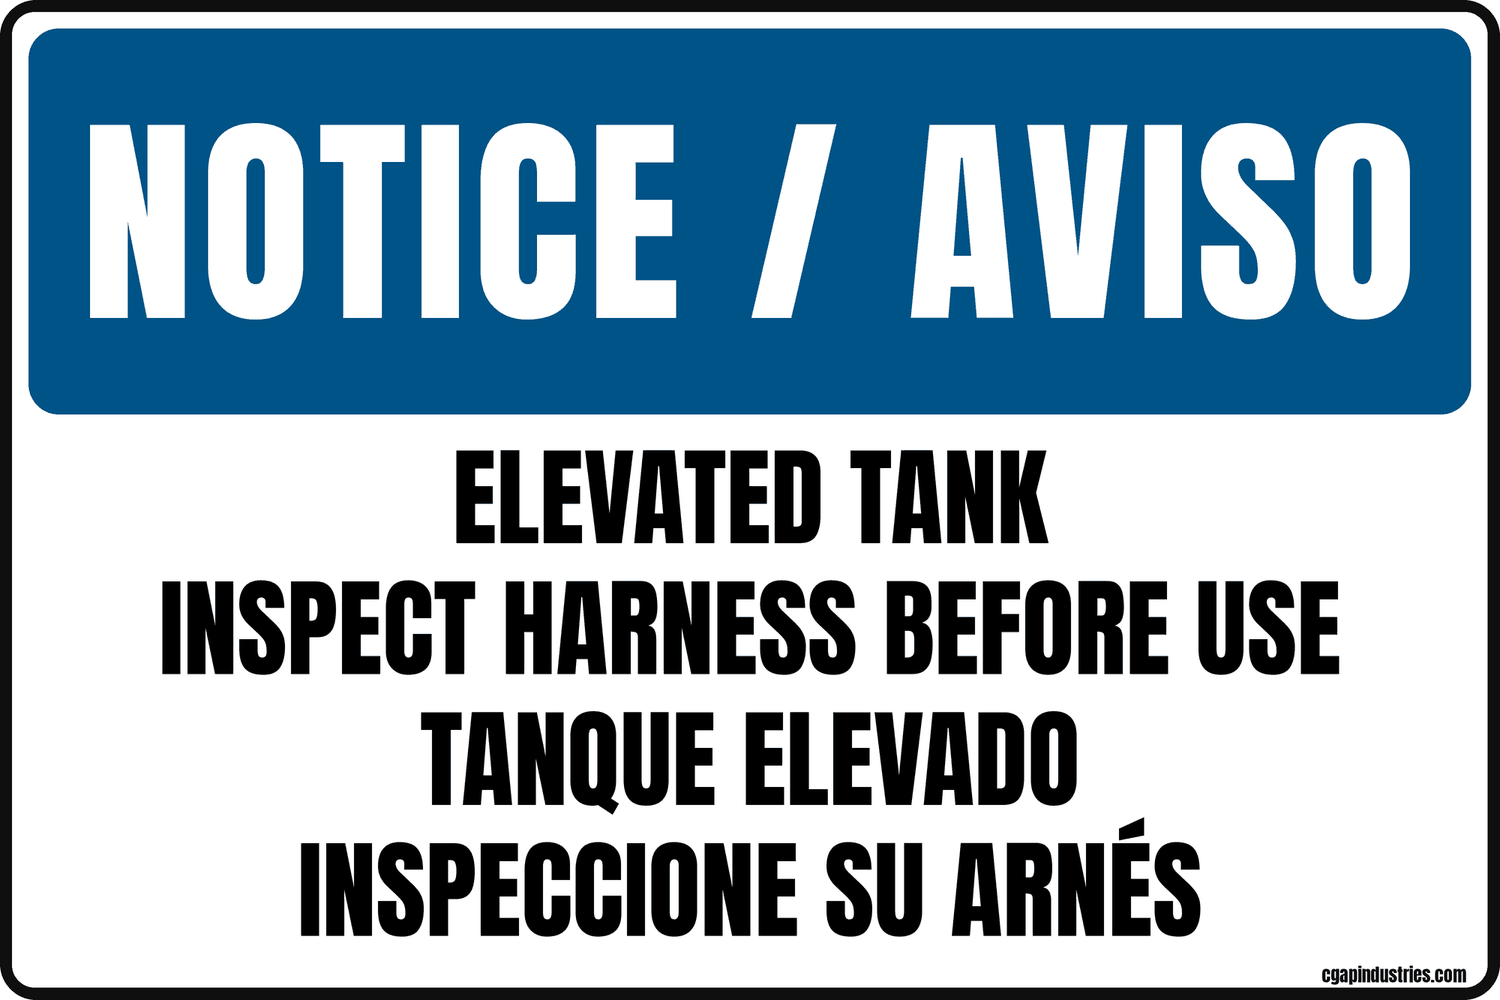 NOTICE / AVISO
ELEVATED TANK
INSPECT HARNESS BEFORE USE
TANQUE ELEVADO
INSPECCIONE SU ARNÉS
cgapindustries.com